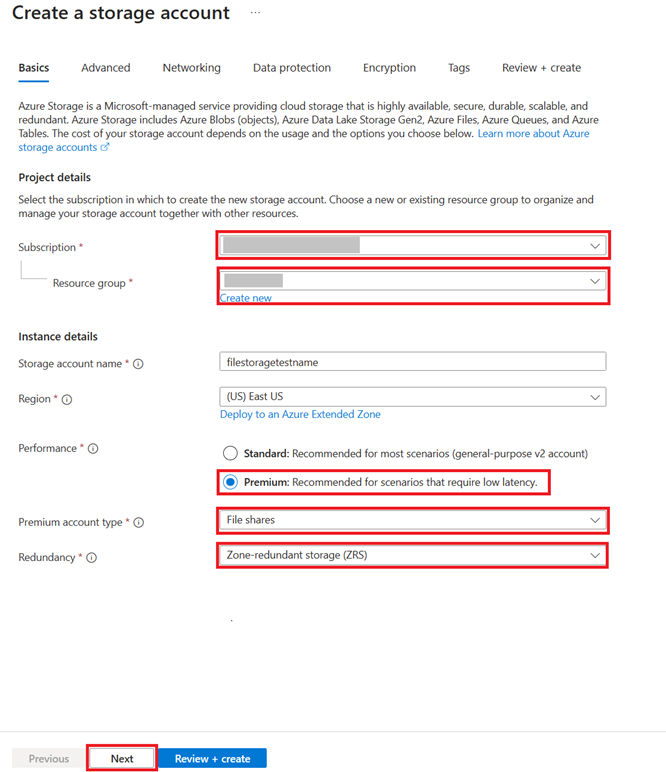 Create a storage account ...
Basics Advanced Networking Data protection Encryption Tags Review + create
Azure Storage is a Microsoft-managed service providing cloud storage that is highly available, secure, durable, scalable, and
redundant. Azure Storage includes Azure Blobs (objects), Azure Data Lake Storage Gen2, Azure Files, Azure Queues, and Azure
Tables. The cost of your storage account depends on the usage and the options you choose below. Learn more about Azure
storage accounts
Project details
Select the subscription in which to create the new storage account. Choose a new or existing resource group to organize and
manage your storage account together with other resources.
Subscription *
Resource group *
Create new
Instance details
Storage account name * filestoragetestname
Region * (US) East US
Deploy to an Azure Extended Zone
Performance * Standard: Recommended for most scenarios (general-purpose v2 account)
Premium: Recommended for scenarios that require low latency.
Premium account type * File shares
Redundancy * Zone-redundant storage (ZRS)
Previous Next Review + create